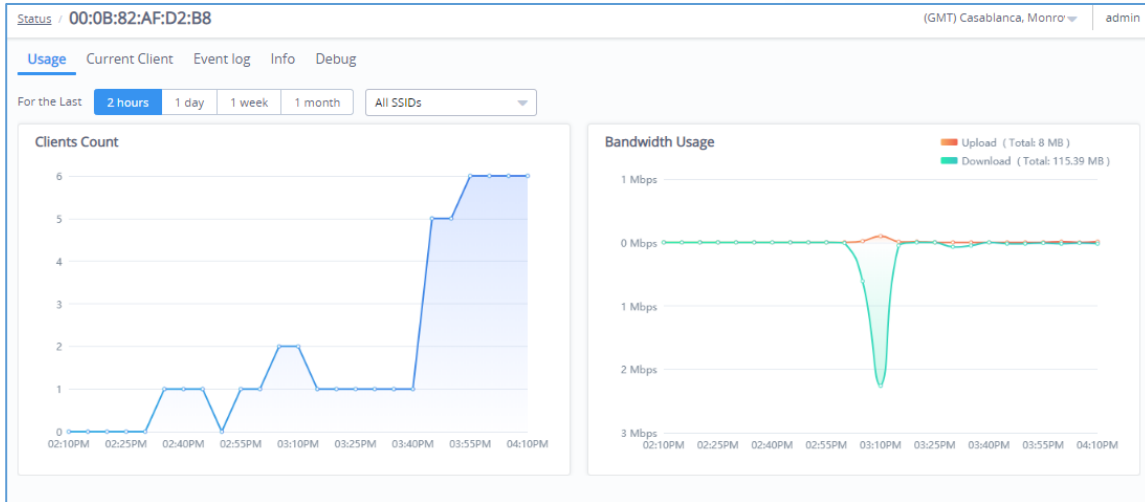 Status / 00:0B:82:AF:D2:B8 (GMT) Casablanca, Monro admin
Usage Current Client Event log Info Debug
For the Last 2 hours 1 day 1 week 1 month All SSIDs
Clients Count
6
5
4
3
2
1
0
02:10PM 02:25PM 02:40PM 02:55PM 03:10PM 03:25PM 03:40PM 03:55PM 04:10PM
Bandwidth Usage
Upload ( Total: 8 MB )
Download ( Total: 115.39 MB )
1 Mbps
0 Mbps
1 Mbps
2 Mbps
3 Mbps
02:10PM 02:25PM 02:40PM 02:55PM 03:10PM 03:25PM 03:40PM 03:55PM 04:10PM